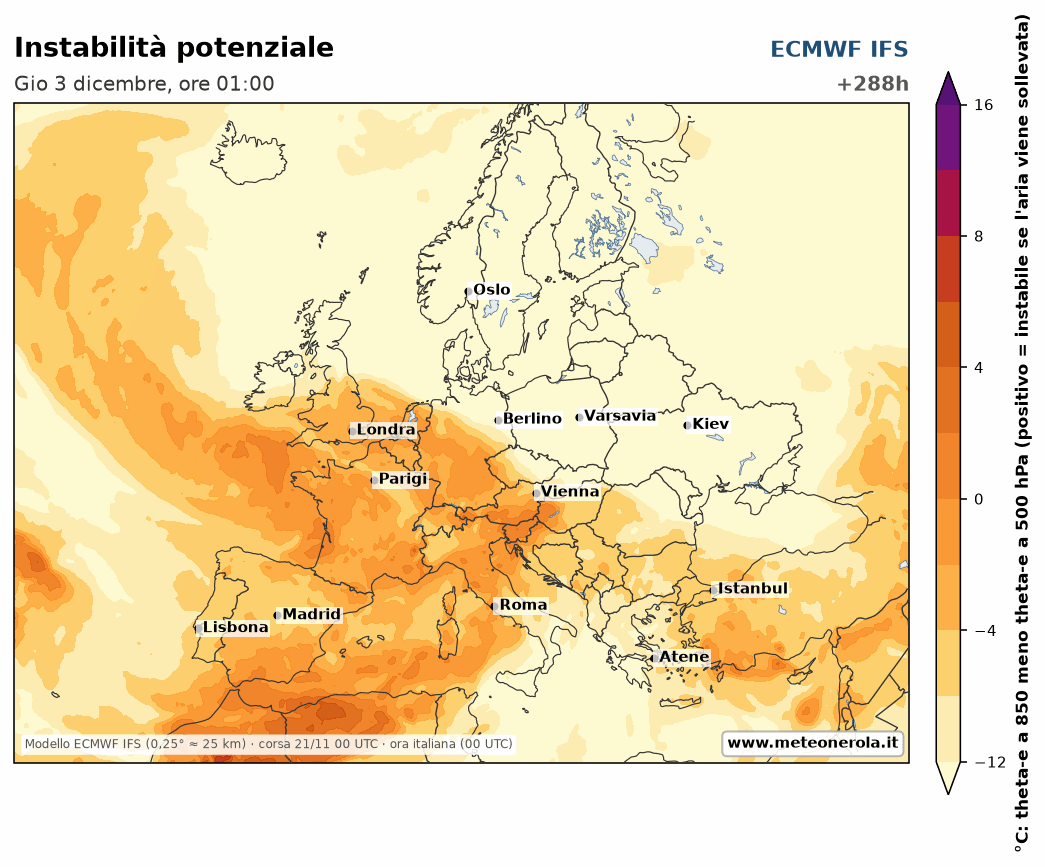 Instabilità potenziale
ECMWF IFS
Gio 3 dicembre, ore 01:00
+288h
Oslo
Berlino
Varsavia
Kiev
Londra
Parigi
Vienna
Istanbul
Roma
Madrid
Lisbona
Atene
Modello ECMWF IFS (0,25° ≈ 25 km) · corsa 21/11 00 UTC · ora italiana (00 UTC)
www.meteonerola.it
16
8
4
0
−4
−12
°C: theta-e a 850 meno theta-e a 500 hPa (positivo = instabile se l'aria viene sollevata)